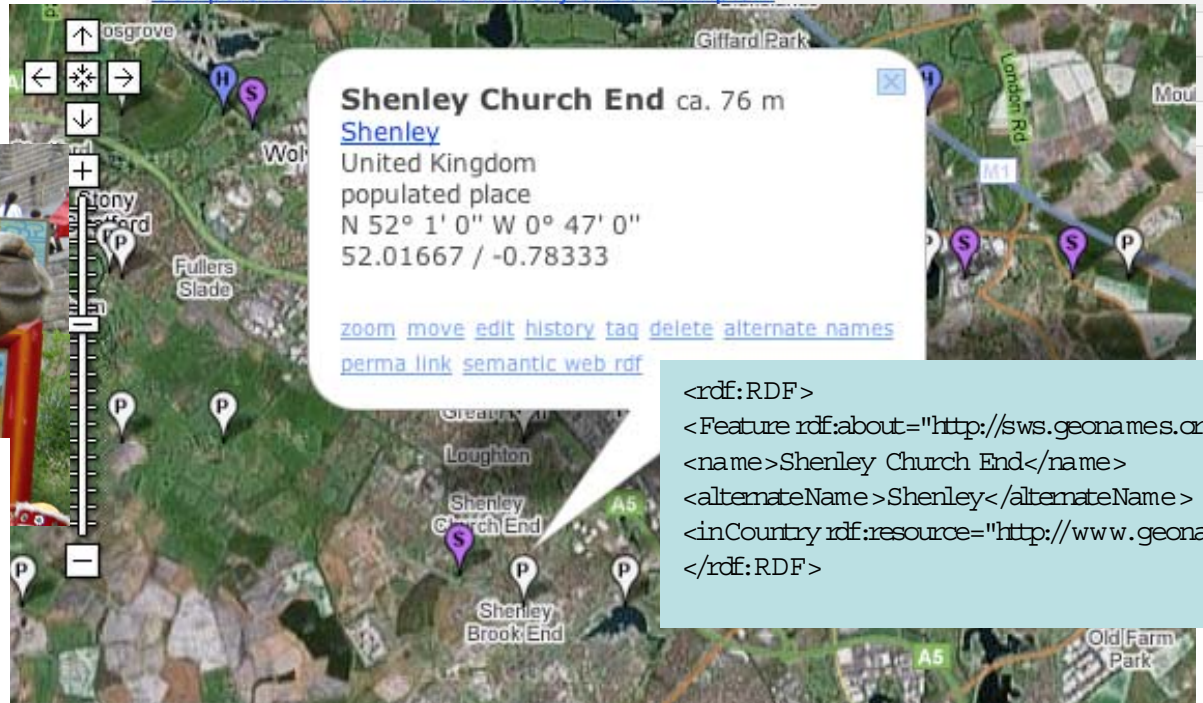 osgrove
Giffard Park
London Rd
Moul
H
S
H
M1
Wol
Stony
Fullers
Slade
P
Shenley Church End ca. 76 m
Shenley
United Kingdom
populated place
N 52° 1' 0" W 0° 47' 0"
52.01667 / -0.78333
zoom move edit history tag delete alternate names
perma link semantic web rdf
P
S
S
P
P
P
Loughton
Shenley
Church End
A5
S
P
P
P
Shenley
Brook End
<rdf:RDF>
<Feature rdf:about="http://sws.geonames.or
<name>Shenley Church End</name>
<alternateName>Shenley</alternateName>
<inCountry rdf:resource="http://www.geona
</rdf:RDF>
A5
Old Farm
Park